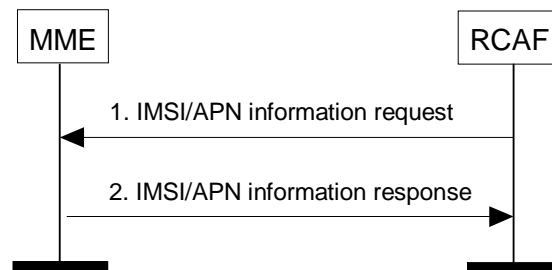 MME
RCAF
1. IMSI/APN information request
2. IMSI/APN information response